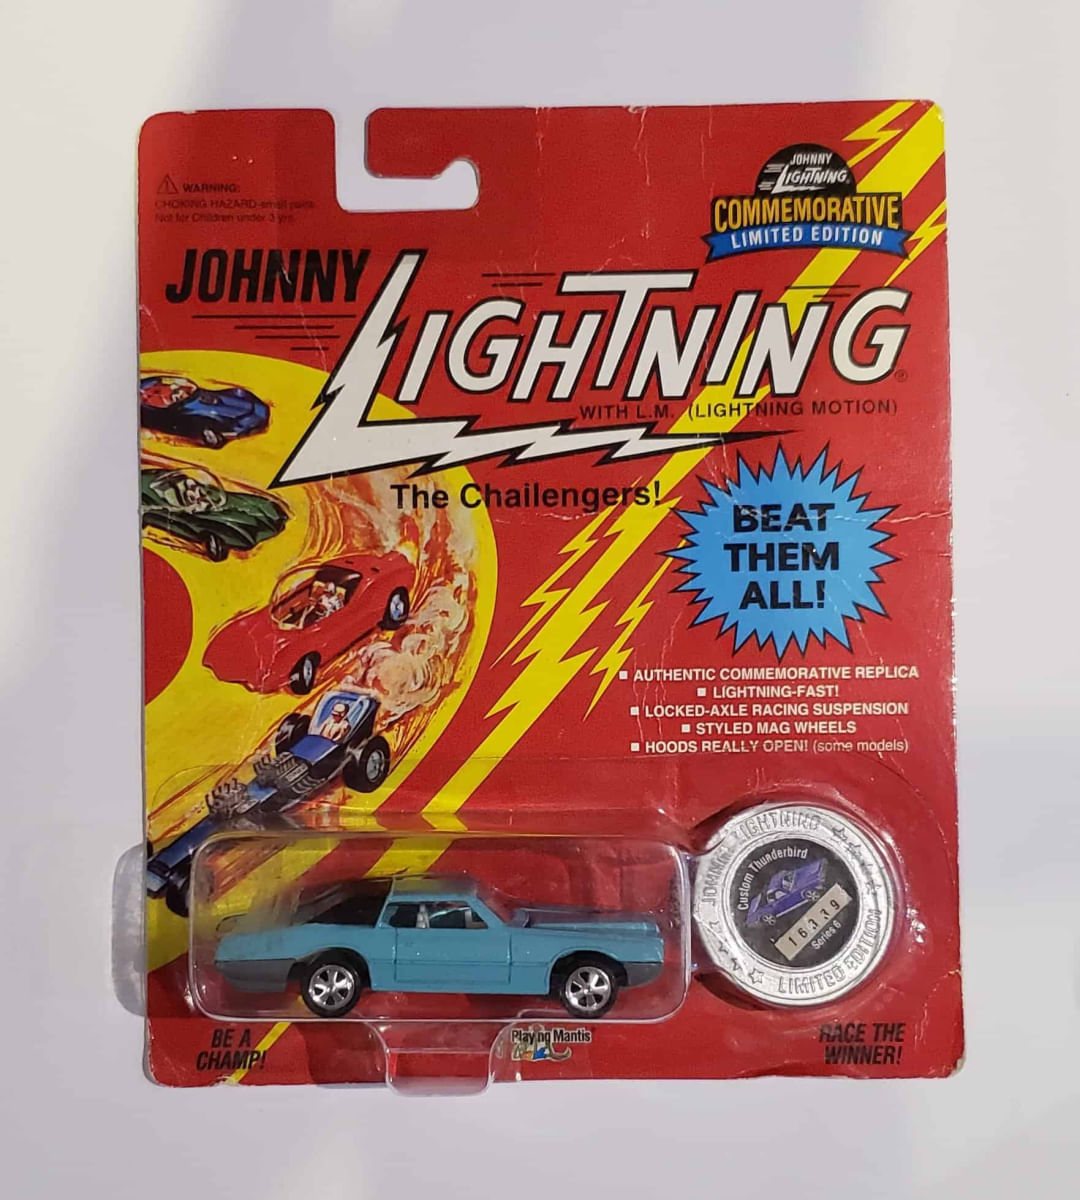 ⚠ WARNING:
CHOKING HAZARD-small parts
Not for Children under 3 yrs.
JOHNNY
LIGHTNING
COMMEMORATIVE
LIMITED EDITION
JOHNNY
LIGHTNING®
WITH L.M. (LIGHTNING MOTION)
The Challengers!
BEAT
THEM
ALL!
■ AUTHENTIC COMMEMORATIVE REPLICA
■ LIGHTNING-FAST!
■ LOCKED-AXLE RACING SUSPENSION
■ STYLED MAG WHEELS
■ HOODS REALLY OPEN! (some models)
JOHNNY LIGHTNING
Custom Thunderbird
16339
Series 6
LIMITED EDITION
BE A
CHAMP!
Playing Mantis
RACE THE
WINNER!